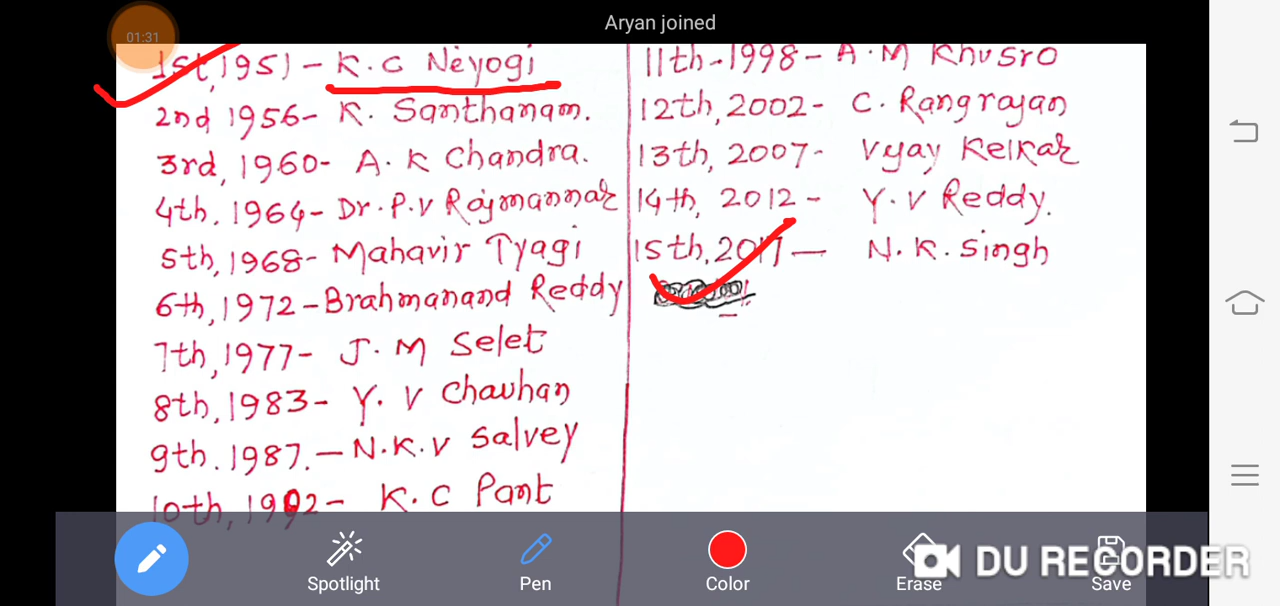 Aryan joined
01:31
1st, 1951 - K.C Neyogi
2nd 1956- K. Santhanam.
3rd, 1960- A. K Chandra.
4th. 1964- Dr. P.V Rajmannar
5th, 1968- Mahavir Tyagi
6th, 1972-Brahmanand Reddy
7th, 1977- J. M Selet
8th, 1983- Y. V Chavhan
9th. 1987.- N.K.V Salvey
10th, 1992- K.C Pant
11th-1998- A.M Khusro
12th, 2002- C. Rangrajan
13th, 2007- Vijay Kelkar
14th, 2012- Y.V Reddy.
15th, 2017- N.K. Singh
Spotlight
Pen
Color
Erase
Save
DU RECORDER